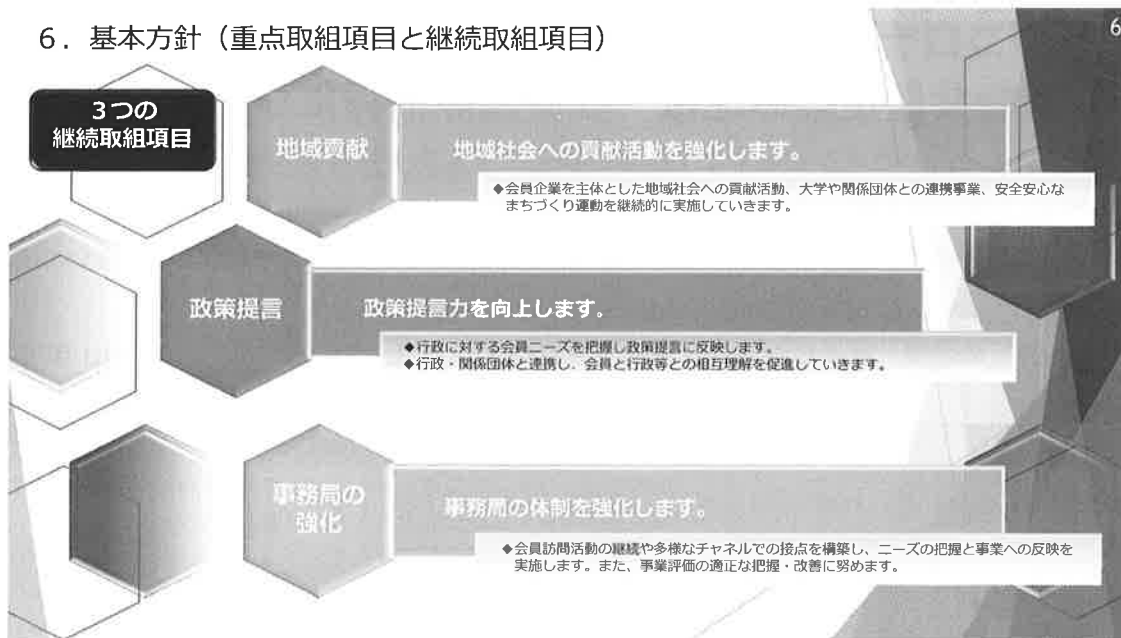 6
6．基本方針（重点取組項目と継続取組項目）
3つの
継続取組項目
地域貢献
地域社会への貢献活動を強化します。
◆会員企業を主体とした地域社会への貢献活動、大学や関係団体との連携事業、安全安心な
まちづくり運動を継続的に実施していきます。
政策提言
政策提言力を向上します。
◆行政に対する会員ニーズを把握し政策提言に反映します。
◆行政・関係団体と連携し、会員と行政等との相互理解を促進していきます。
事務局の
強化
事務局の体制を強化します。
◆会員訪問活動の継続や多様なチャネルでの接点を構築し、ニーズの把握と事業への反映を
実施します。また、事業評価の適正な把握・改善に努めます。